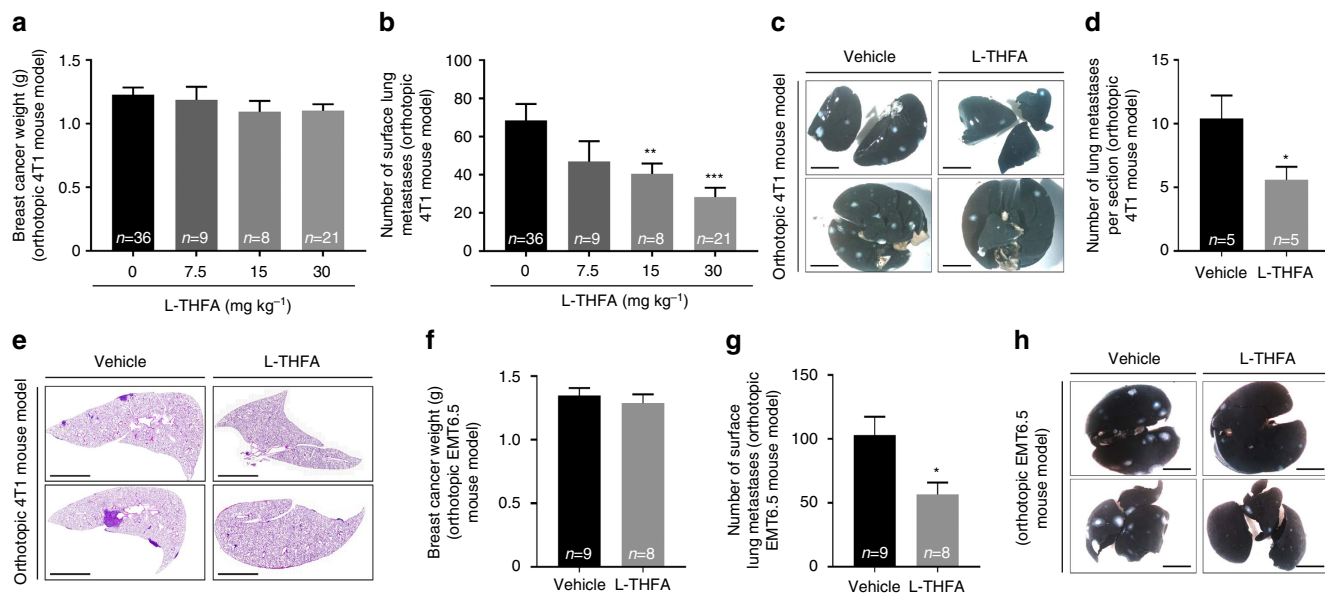 a
Breast cancer weight (g)
(orthotopic 4T1 mouse model)
1.5
1.0
0.5
0
n=36
n=9
n=8
n=21
0
7.5
15
30
L-THFA (mg kg⁻¹)
b
Number of surface lung
metastases (orthotopic
4T1 mouse model)
100
80
60
40
20
0
**
***
n=36
n=9
n=8
n=21
0
7.5
15
30
L-THFA (mg kg⁻¹)
c
Vehicle
L-THFA
Orthotopic 4T1 mouse model
d
Number of lung metastases
per section (orthotopic
4T1 mouse model)
15
10
5
0
*
n=5
n=5
Vehicle
L-THFA
e
Vehicle
L-THFA
Orthotopic 4T1 mouse model
f
Breast cancer weight (g)
(orthotopic EMT6.5
mouse model)
1.5
1.0
0.5
0
n=9
n=8
Vehicle
L-THFA
g
Number of surface
lung metastases (orthotopic
EMT6.5 mouse model)
150
100
50
0
*
n=9
n=8
Vehicle
L-THFA
h
Vehicle
L-THFA
(orthotopic EMT6.5
mouse model)